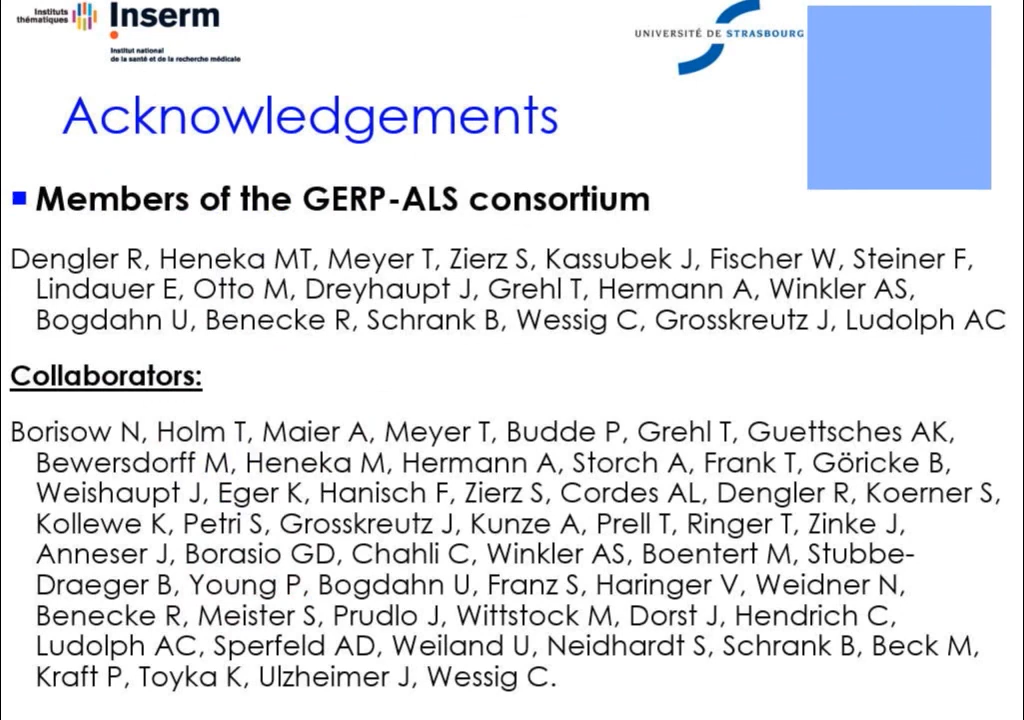 Instituts
thématiques
Inserm
Institut national
de la santé et de la recherche médicale
UNIVERSITÉ DE STRASBOURG
Acknowledgements
Members of the GERP-ALS consortium
Dengler R, Heneka MT, Meyer T, Zierz S, Kassubek J, Fischer W, Steiner F,
Lindauer E, Otto M, Dreyhaupt J, Grehl T, Hermann A, Winkler AS,
Bogdahn U, Benecke R, Schrank B, Wessig C, Grosskreutz J, Ludolph AC
Collaborators:
Borisow N, Holm T, Maier A, Meyer T, Budde P, Grehl T, Guettsches AK,
Bewersdorff M, Heneka M, Hermann A, Storch A, Frank T, Göricke B,
Weishaupt J, Eger K, Hanisch F, Zierz S, Cordes AL, Dengler R, Koerner S,
Kollewe K, Petri S, Grosskreutz J, Kunze A, Prell T, Ringer T, Zinke J,
Anneser J, Borasio GD, Chahli C, Winkler AS, Boentert M, Stubbe-
Draeger B, Young P, Bogdahn U, Franz S, Haringer V, Weidner N,
Benecke R, Meister S, Prudlo J, Wittstock M, Dorst J, Hendrich C,
Ludolph AC, Sperfeld AD, Weiland U, Neidhardt S, Schrank B, Beck M,
Kraft P, Toyka K, Ulzheimer J, Wessig C.